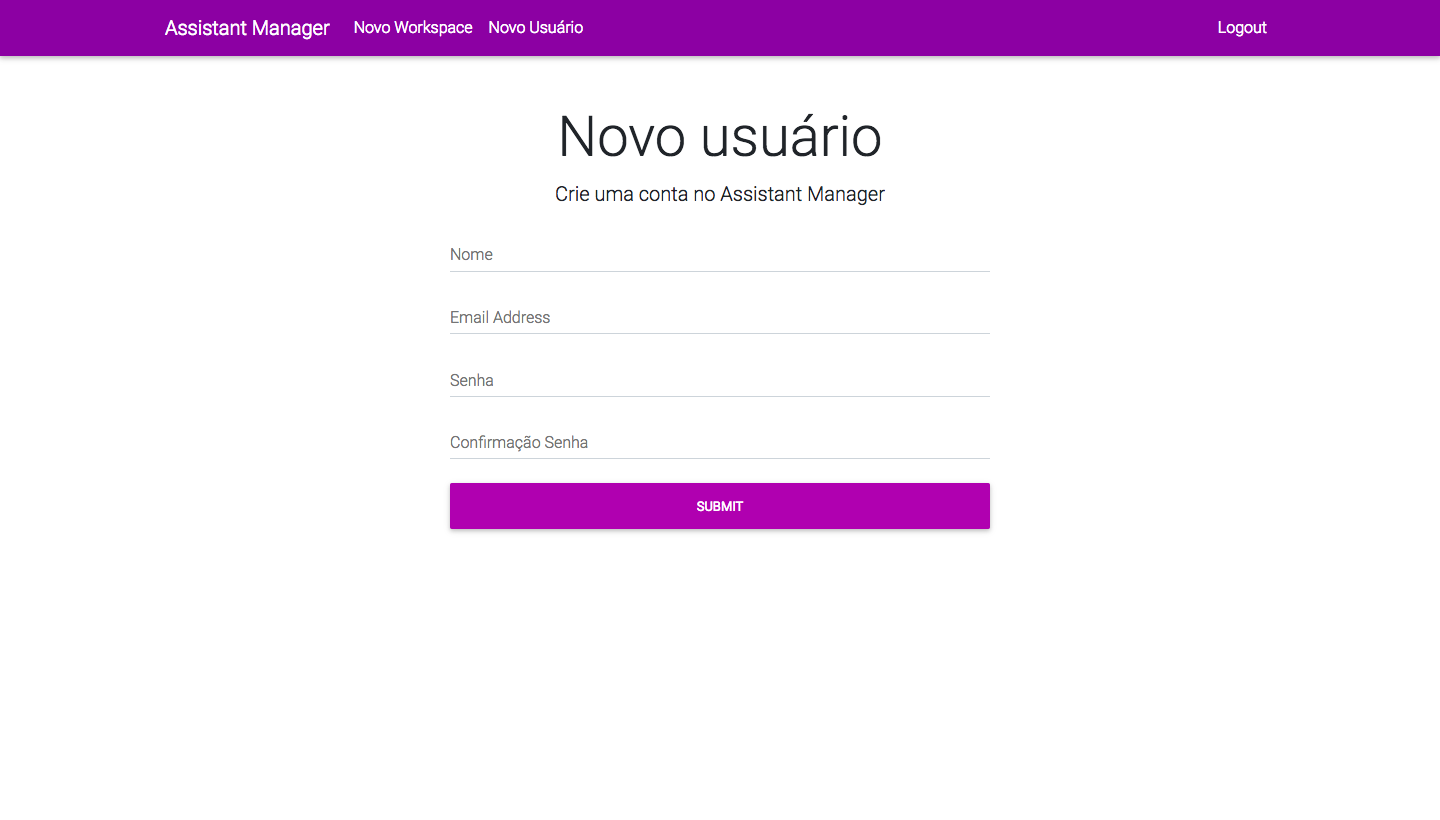 Assistant Manager Novo Workspace Novo Usuário Logout
Novo usuário
Crie uma conta no Assistant Manager
Nome
Email Address
Senha
Confirmação Senha
SUBMIT